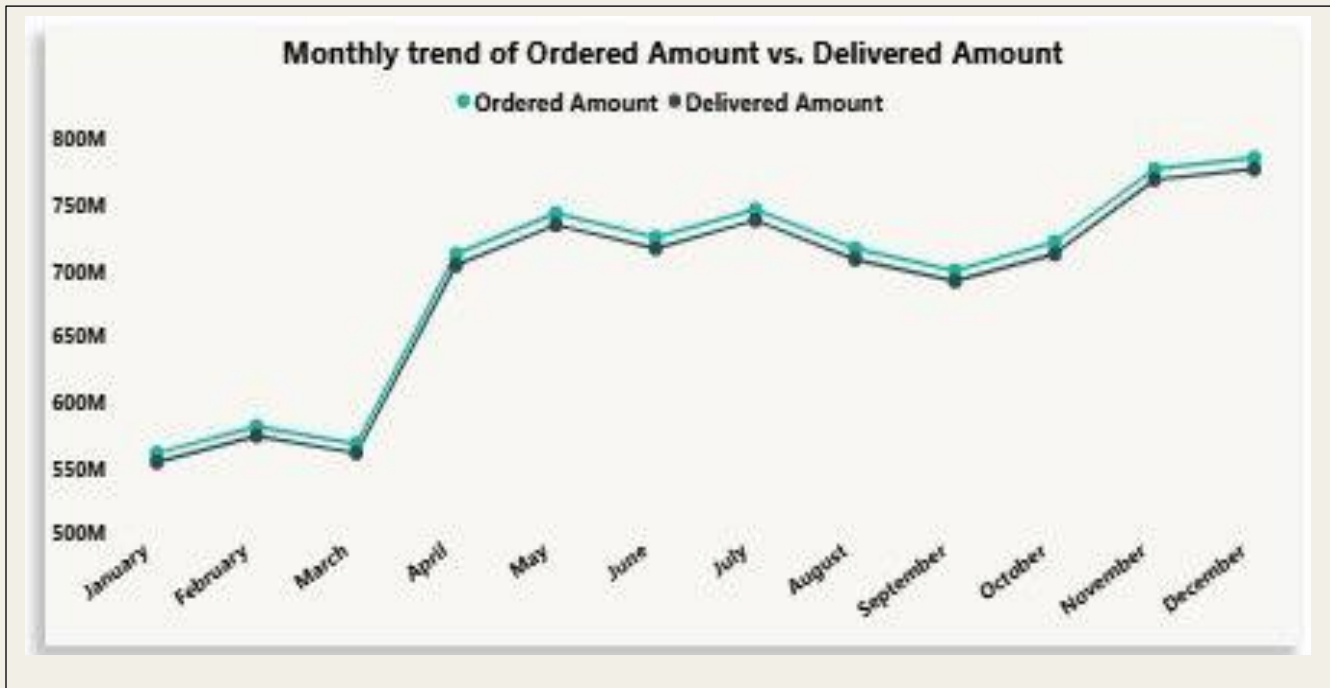 Monthly trend of Ordered Amount vs. Delivered Amount
Ordered Amount Delivered Amount
800M
750M
700M
650M
600M
550M
500M
January
February
March
April
May
June
July
August
September
October
November
December